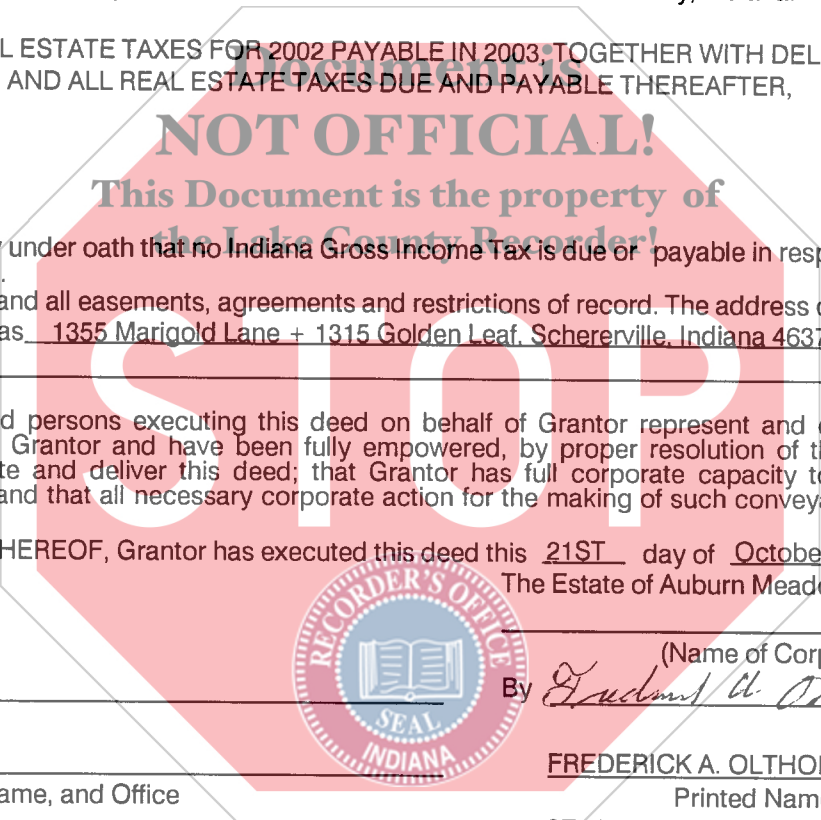 L ESTATE TAXES FOR 2002 PAYABLE IN 2003, TOGETHER WITH DEL
AND ALL REAL ESTATE TAXES DUE AND PAYABLE THEREAFTER,
Document is
NOT OFFICIAL!
This Document is the property of
the Lake County Recorder!
under oath that no Indiana Gross Income Tax is due or payable in resp
and all easements, agreements and restrictions of record. The address
as 1355 Marigold Lane + 1315 Golden Leaf, Schererville, Indiana 4637
STOP
d persons executing this deed on behalf of Grantor represent and
Grantor and have been fully empowered, by proper resolution of t
te and deliver this deed; that Grantor has full corporate capacity to
and that all necessary corporate action for the making of such convey
HEREOF, Grantor has executed this deed this 21ST day of Octobe
The Estate of Auburn Meado
(Name of Corp
By
RECORDER'S OFFICE
SEAL
INDIANA
FREDERICK A. OLTHO
ame, and Office
Printed Nam